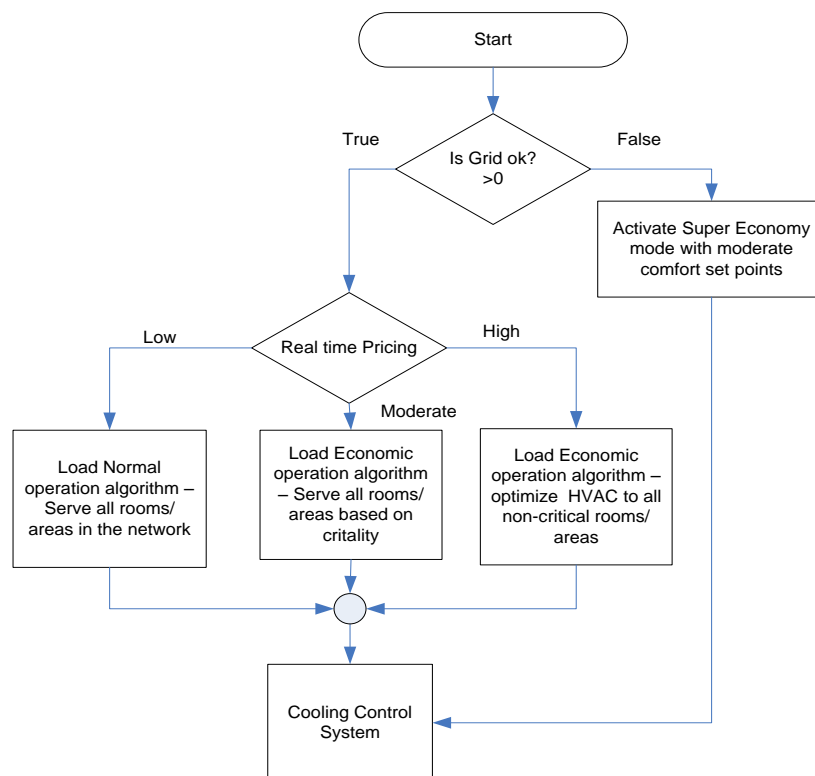 Start
True
Is Grid ok?
>0
False
Activate Super Economy
mode with moderate
comfort set points
Low
Real time Pricing
High
Moderate
Load Normal
operation algorithm –
Serve all rooms/
areas in the network
Load Economic
operation algorithm
– Serve all rooms/
areas based on
critality
Load Economic
operation algorithm –
optimize HVAC to all
non-critical rooms/
areas
Cooling Control
System